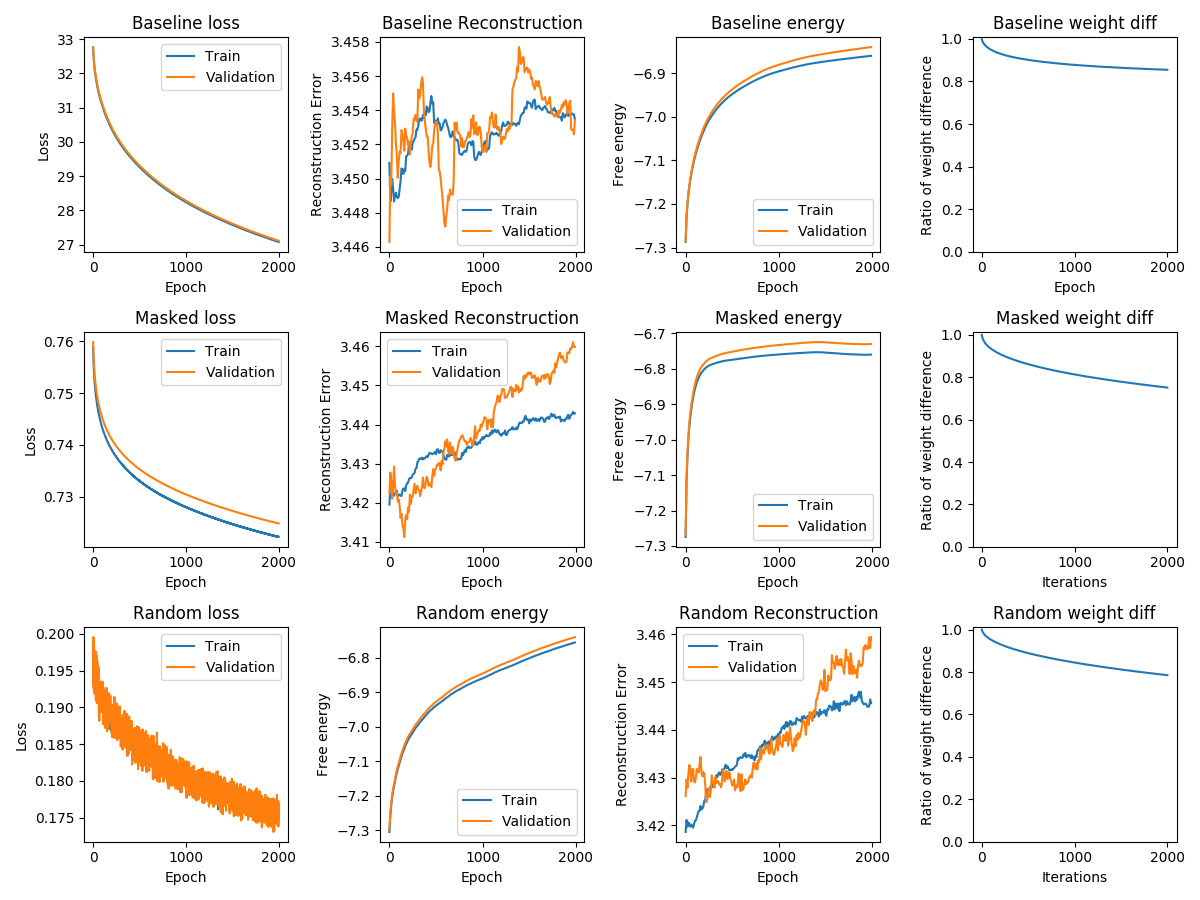 Baseline loss
33
32
31
30
29
28
27
Loss
Train
Validation
0 1000 2000
Epoch
Baseline Reconstruction
3.458
3.456
3.454
3.452
3.450
3.448
3.446
Reconstruction Error
Train
Validation
0 1000 2000
Epoch
Baseline energy
−6.9
−7.0
−7.1
−7.2
−7.3
Free energy
Train
Validation
0 1000 2000
Epoch
Baseline weight diff
1.0
0.8
0.6
0.4
0.2
0.0
Ratio of weight difference
0 1000 2000
Epoch
Masked loss
0.76
0.75
0.74
0.73
Loss
Train
Validation
0 1000 2000
Epoch
Masked Reconstruction
3.46
3.45
3.44
3.43
3.42
3.41
Reconstruction Error
Train
Validation
0 1000 2000
Epoch
Masked energy
−6.7
−6.8
−6.9
−7.0
−7.1
−7.2
−7.3
Free energy
Train
Validation
0 1000 2000
Epoch
Masked weight diff
1.0
0.8
0.6
0.4
0.2
0.0
Ratio of weight difference
0 1000 2000
Iterations
Random loss
0.200
0.195
0.190
0.185
0.180
0.175
Loss
Train
Validation
0 1000 2000
Epoch
Random energy
−6.8
−6.9
−7.0
−7.1
−7.2
−7.3
Free energy
Train
Validation
0 1000 2000
Epoch
Random Reconstruction
3.46
3.45
3.44
3.43
3.42
Reconstruction Error
Train
Validation
0 1000 2000
Epoch
Random weight diff
1.0
0.8
0.6
0.4
0.2
0.0
Ratio of weight difference
0 1000 2000
Iterations